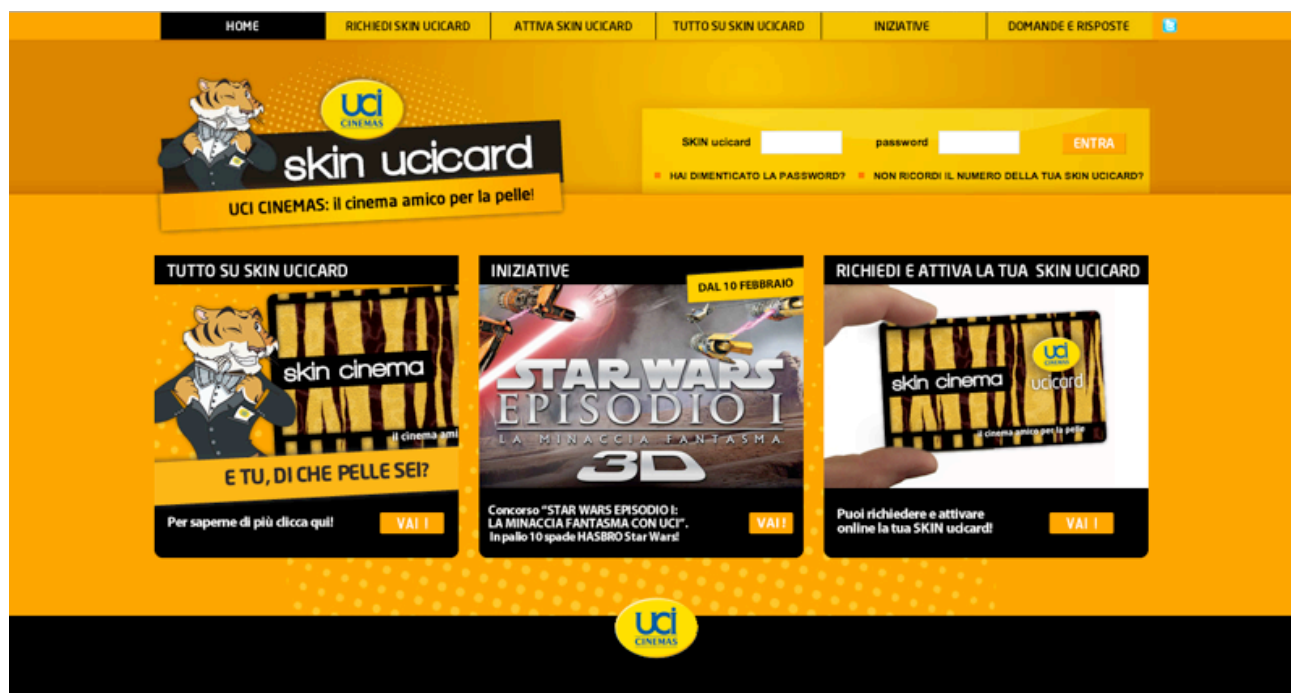 HOME
RICHIEDI SKIN UCICARD
ATTIVA SKIN UCICARD
TUTTO SU SKIN UCICARD
INIZIATIVE
DOMANDE E RISPOSTE
uci
CINEMAS
skin ucicard
UCI CINEMAS: il cinema amico per la pelle!
SKIN ucicard
password
ENTRA
HAI DIMENTICATO LA PASSWORD?
NON RICORDI IL NUMERO DELLA TUA SKIN UCICARD?
TUTTO SU SKIN UCICARD
skin cinema
il cinema ami
E TU, DI CHE PELLE SEI?
Per saperne di più clicca qui!
VAI !
INIZIATIVE
DAL 10 FEBBRAIO
STAR WARS
EPISODIO I
LA MINACCIA FANTASMA
3D
Concorso "STAR WARS EPISODIO I:
LA MINACCIA FANTASMA CON UCI".
In palio 10 spade HASBRO Star Wars!
VAI!
RICHIEDI E ATTIVA LA TUA SKIN UCICARD
skin cinema
uci
CINEMAS
ucicard
il cinema amico per la pelle
Puoi richiedere e attivare
online la tua SKIN ucicard!
VAI !
uci
CINEMAS